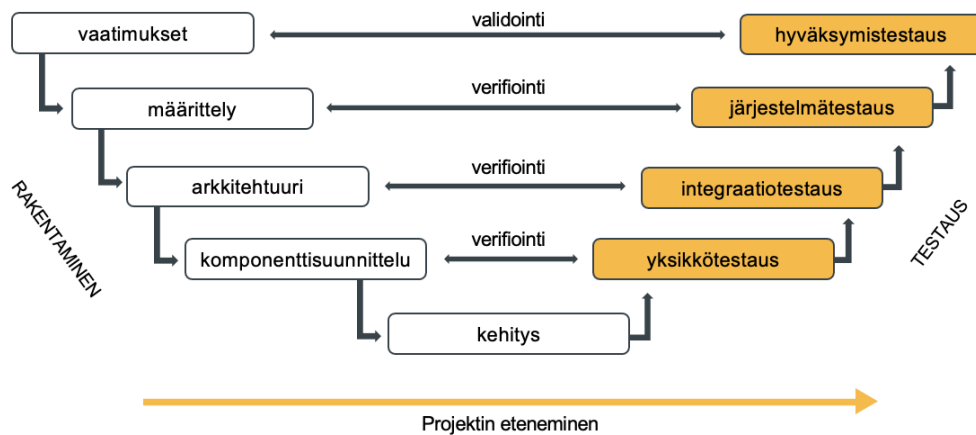 vaatimukset
validointi
hyväksymistestaus
määrittely
verifiointi
järjestelmätestaus
arkkitehtuuri
verifiointi
integraatiotestaus
komponenttisuunnittelu
verifiointi
yksikkötestaus
kehitys
RAKENTAMINEN
TESTAUS
Projektin eteneminen